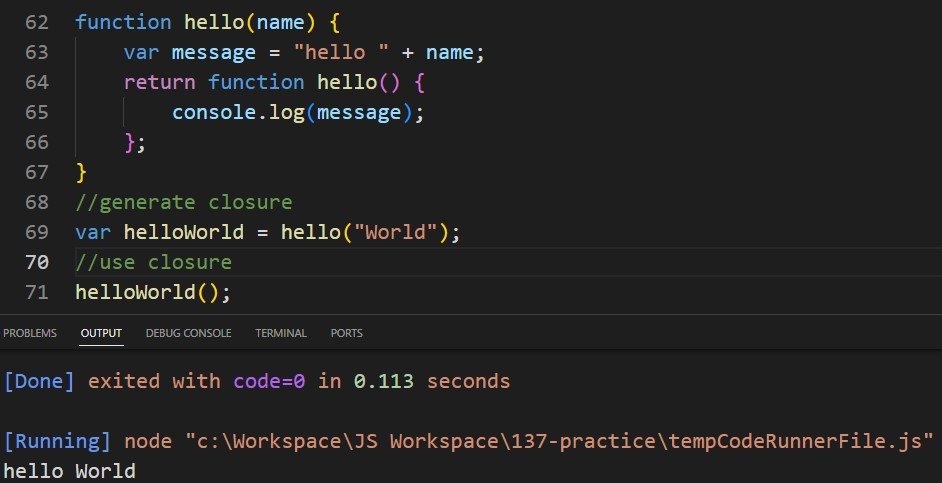 62 function hello(name) {
63 var message = "hello " + name;
64 return function hello() {
65 console.log(message);
66 };
67 }
68 //generate closure
69 var helloWorld = hello("World");
70 //use closure
71 helloWorld();
PROBLEMS OUTPUT DEBUG CONSOLE TERMINAL PORTS
[Done] exited with code=0 in 0.113 seconds
[Running] node "c:\Workspace\JS Workspace\137-practice\tempCodeRunnerFile.js"
hello World